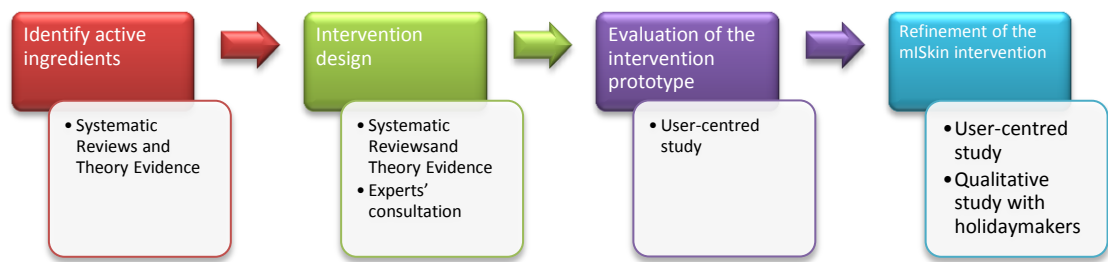 Identify active
ingredients
• Systematic
Reviews and
Theory Evidence
Intervention
design
• Systematic
Reviewsand
Theory Evidence
• Experts'
consultation
Evaluation of the
intervention
prototype
• User-centred
study
Refinement of the
mISkin intervention
• User-centred
study
• Qualitative
study with
holidaymakers